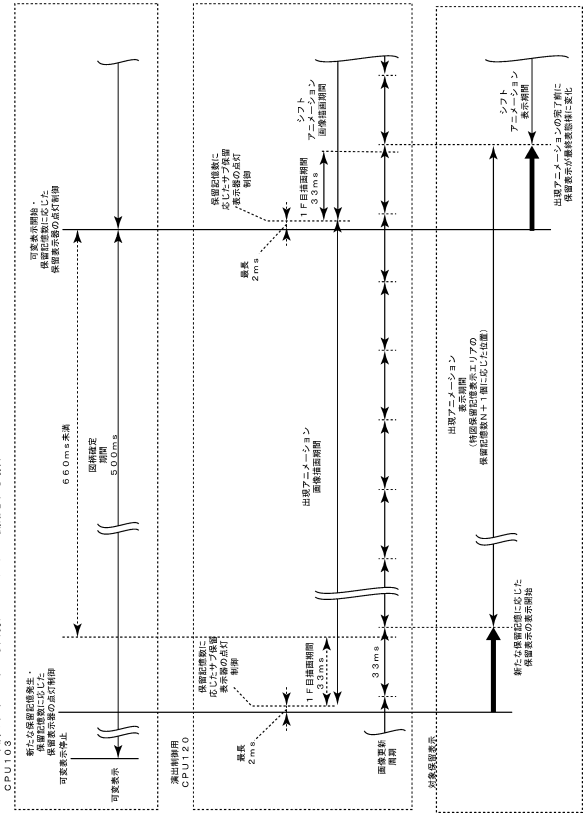 CPU103
新たな保留記憶発生・
保留記憶数に応じた
保留表示器の点灯制御
可変表示停止
可変表示
660ms未満
図柄確定
期間
500ms
可変表示開始・
保留記憶数に応じた
保留表示器の点灯制御
演出制御用
CPU120
最長
2ms
保留記憶数に
応じたサブ保留
表示器の点灯
制御
1F目描画期間
33ms
画像更新
周期
33ms
出現アニメーション
画像描画期間
最長
2ms
保留記憶数に
応じたサブ保留
表示器の点灯
制御
1F目描画期間
33ms
シフト
アニメーション
画像描画期間
対象保留表示
新たな保留記憶に応じた
保留表示の表示開始
出現アニメーション
表示期間
(特図保留記憶表示エリアの
保留記憶数N+1個に応じた位置)
シフト
アニメーション
表示期間
出現アニメーションの完了前に
保留表示が最終表態様に変化